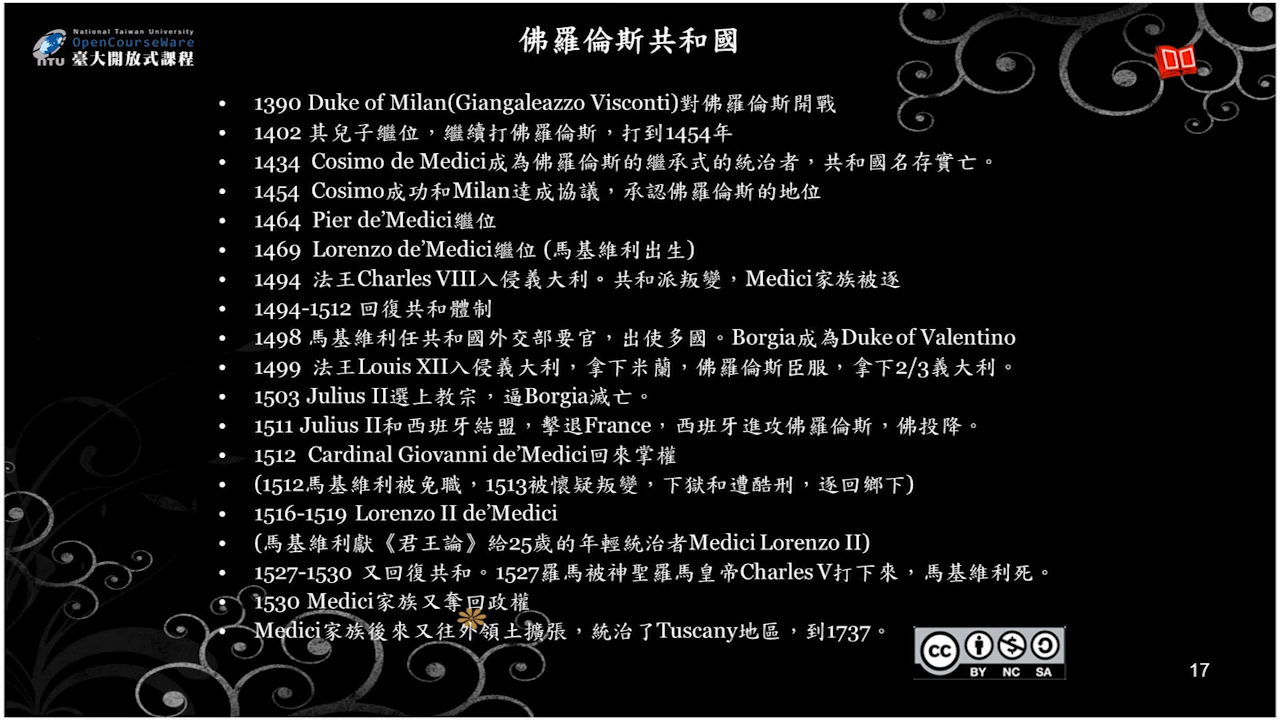 National Taiwan University
OpenCourseWare
NTU 臺大開放式課程
佛羅倫斯共和國
• 1390 Duke of Milan(Giangaleazzo Visconti)對佛羅倫斯開戰
• 1402 其兒子繼位，繼續打佛羅倫斯，打到1454年
• 1434 Cosimo de Medici成為佛羅倫斯的繼承式的統治者，共和國名存實亡。
• 1454 Cosimo成功和Milan達成協議，承認佛羅倫斯的地位
• 1464 Pier de’Medici繼位
• 1469 Lorenzo de’Medici繼位 (馬基維利出生)
• 1494 法王Charles VIII入侵義大利。共和派叛變，Medici家族被逐
• 1494-1512 回復共和體制
• 1498 馬基維利任共和國外交部要官，出使多國。Borgia成為Duke of Valentino
• 1499 法王Louis XII入侵義大利，拿下米蘭，佛羅倫斯臣服，拿下2/3義大利。
• 1503 Julius II選上教宗，逼Borgia滅亡。
• 1511 Julius II和西班牙結盟，擊退France，西班牙進攻佛羅倫斯，佛投降。
• 1512 Cardinal Giovanni de’Medici回來掌權
• (1512馬基維利被免職，1513被懷疑叛變，下獄和遭酷刑，逐回鄉下)
• 1516-1519 Lorenzo II de’Medici
• (馬基維利獻《君王論》給25歲的年輕統治者Medici Lorenzo II)
• 1527-1530 又回復共和。1527羅馬被神聖羅馬皇帝Charles V打下來，馬基維利死。
• 1530 Medici家族又奪回政權
• Medici家族後來又往外領土擴張，統治了Tuscany地區，到1737。
cc BY NC SA
17